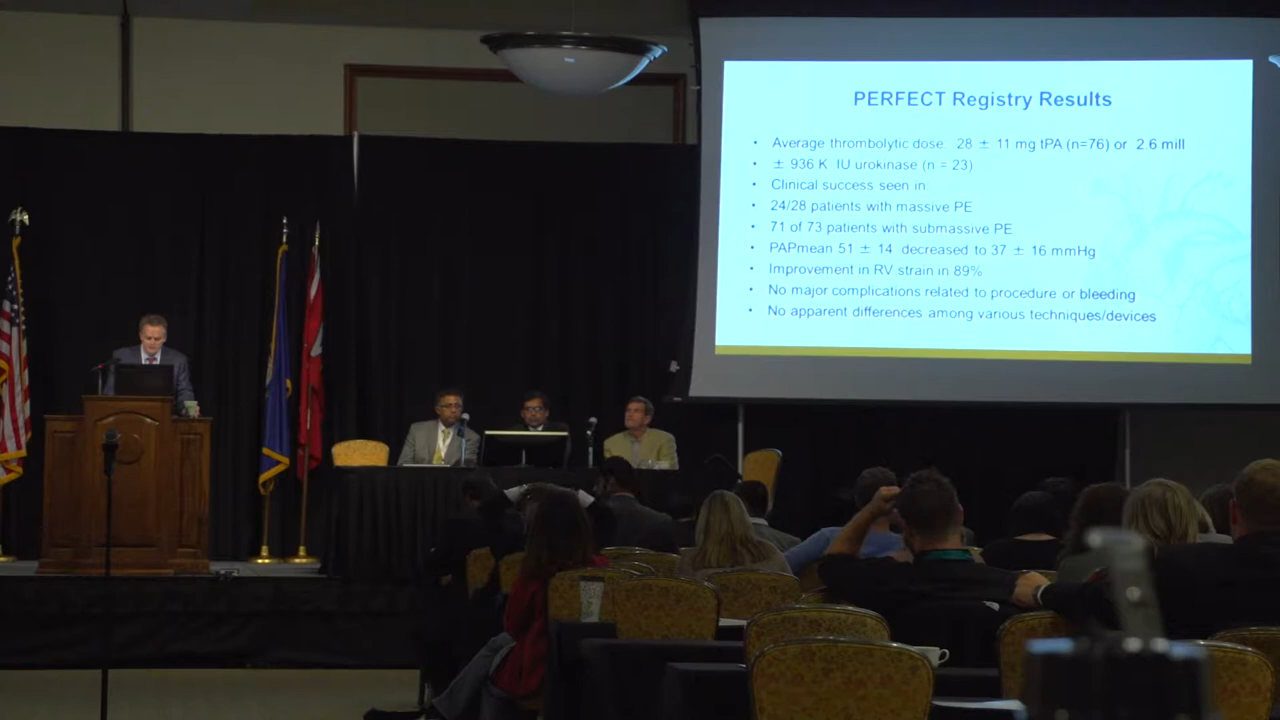 PERFECT Registry Results
• Average thrombolytic dose: 28 ± 11 mg tPA (n=76) or 2.6 mill
• ± 936 K IU urokinase (n = 23)
• Clinical success seen in
• 24/28 patients with massive PE
• 71 of 73 patients with submassive PE
• PAPmean 51 ± 14 decreased to 37 ± 16 mmHg
• Improvement in RV strain in 89%
• No major complications related to procedure or bleeding
• No apparent differences among various techniques/devices